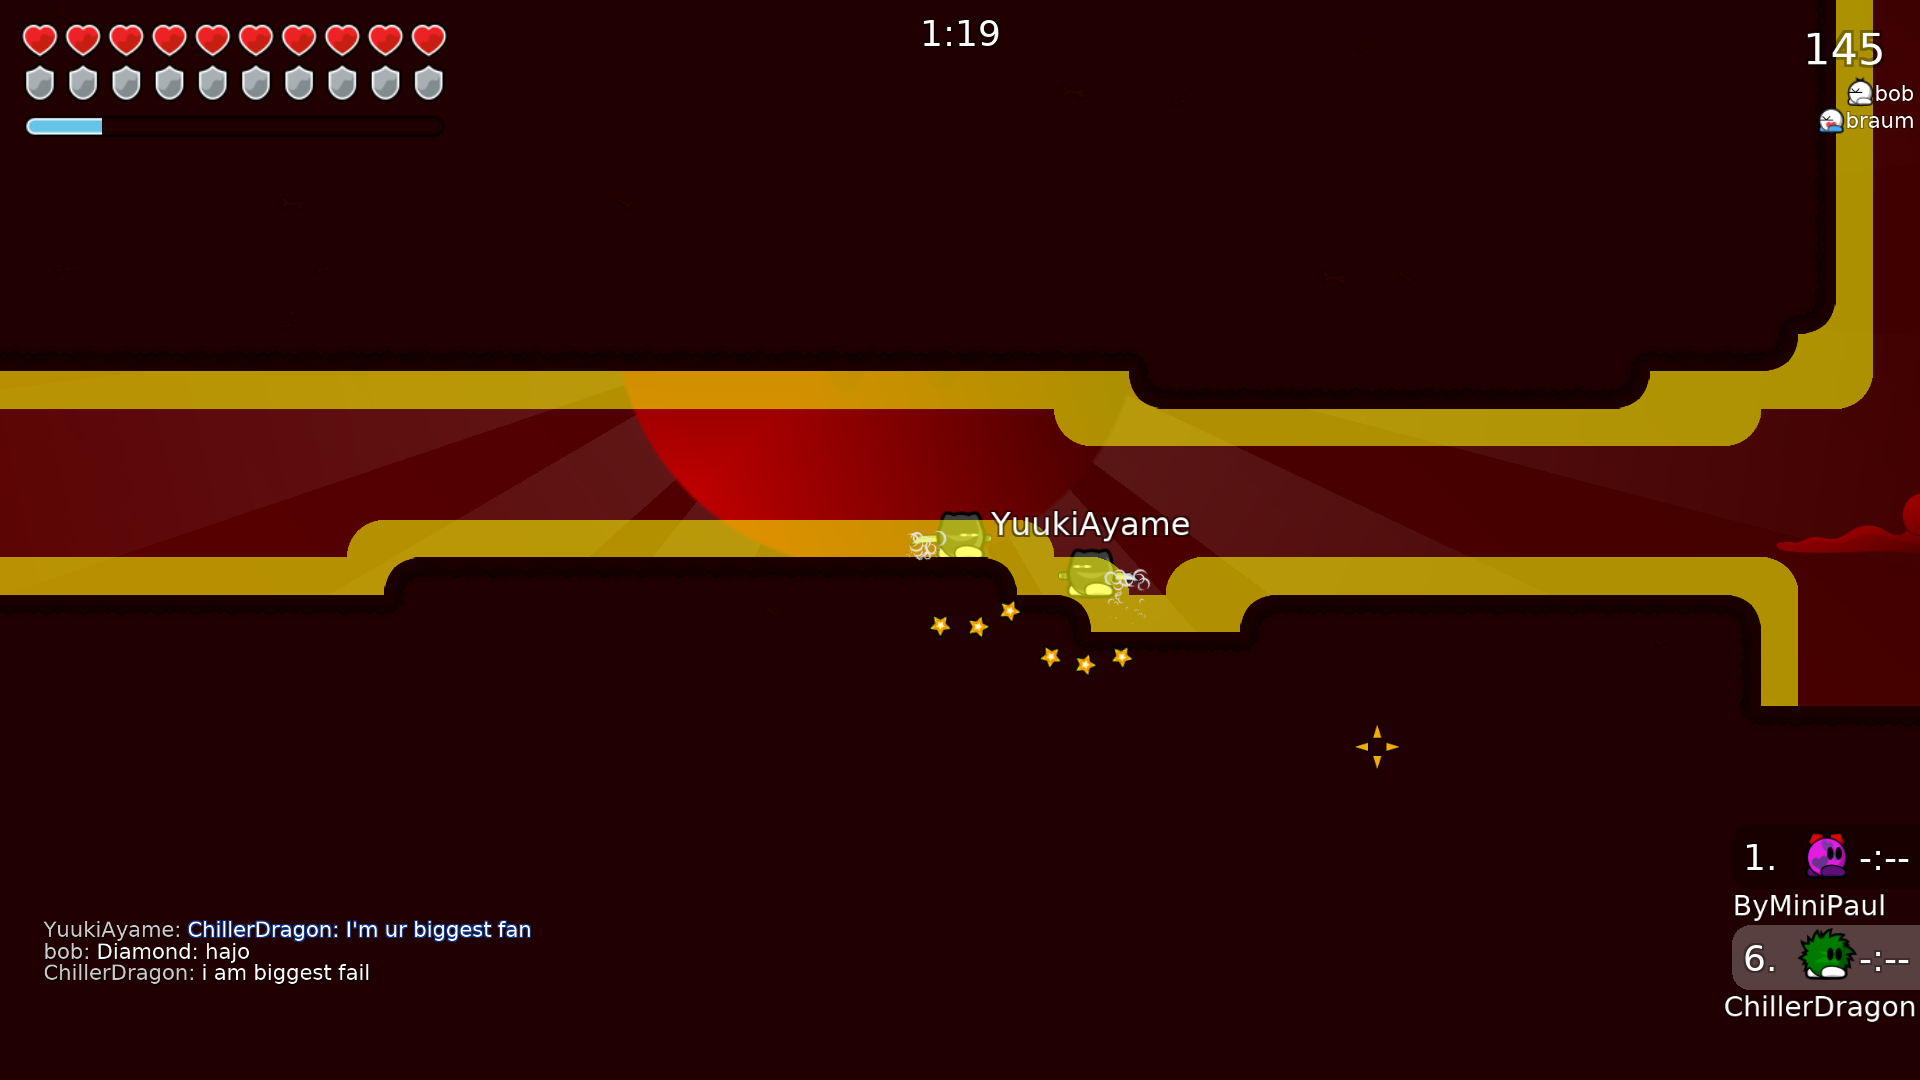 1:19
145
bob
braum
YuukiAyame
1. -:--
ByMiniPaul
6. -:--
ChillerDragon
YuukiAyame: ChillerDragon: I'm ur biggest fan
bob: Diamond: hajo
ChillerDragon: i am biggest fail